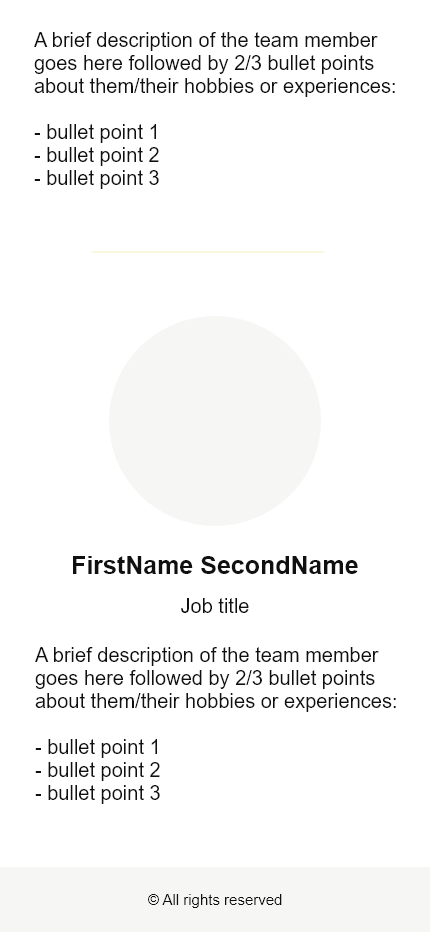 A brief description of the team member
goes here followed by 2/3 bullet points
about them/their hobbies or experiences:
- bullet point 1
- bullet point 2
- bullet point 3
FirstName SecondName
Job title
A brief description of the team member
goes here followed by 2/3 bullet points
about them/their hobbies or experiences:
- bullet point 1
- bullet point 2
- bullet point 3
© All rights reserved